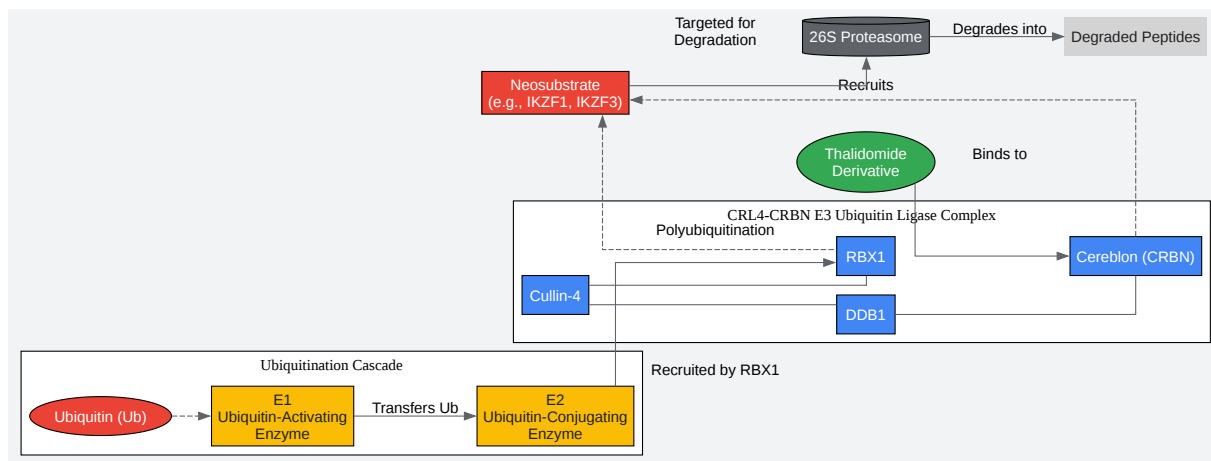 Targeted for
Degradation
26S Proteasome
Degrades into
Degraded Peptides
Neosubstrate
(e.g., IKZF1, IKZF3)
Recruits
Thalidomide
Derivative
Binds to
CRL4-CRBN E3 Ubiquitin Ligase Complex
Polyubiquitination
RBX1
Cereblon (CRBN)
Cullin-4
DDB1
Ubiquitination Cascade
Recruited by RBX1
Ubiquitin (Ub)
E1
Ubiquitin-Activating
Enzyme
Transfers Ub
E2
Ubiquitin-Conjugating
Enzyme